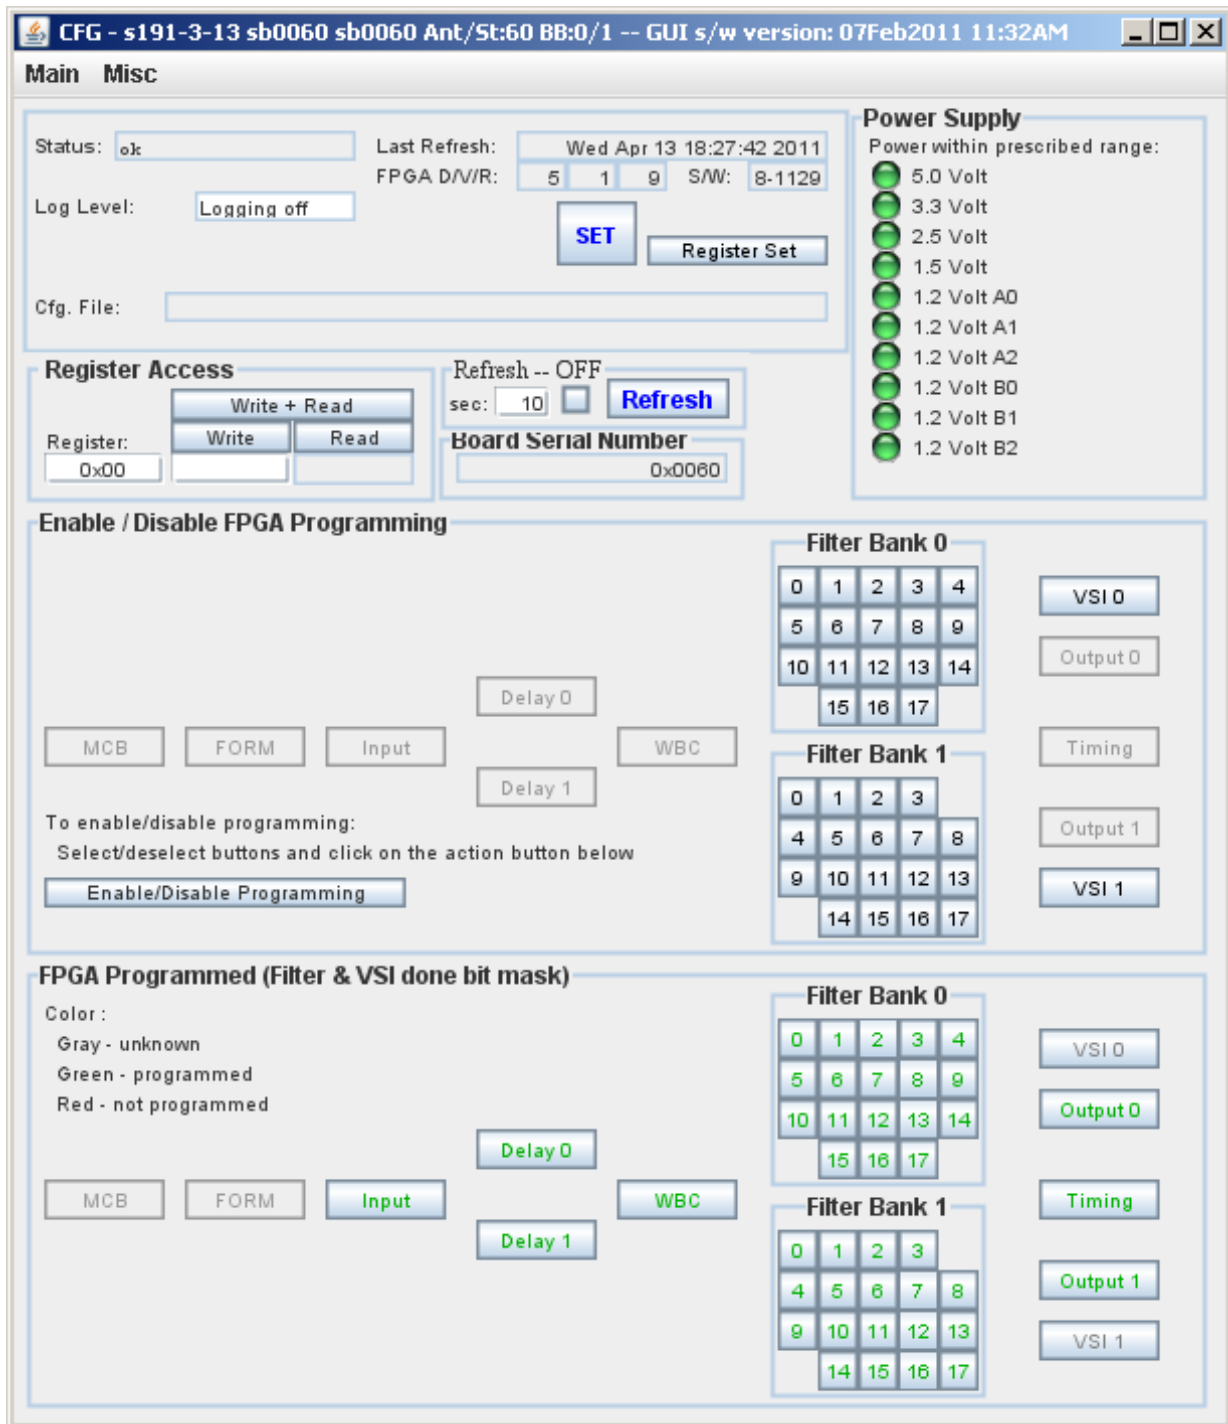 CFG - s191-3-13 sb0060 sb0060 Ant/St:60 BB:0/1 -- GUI s/w version: 07Feb2011 11:32AM
Main Misc
Status: ok
Last Refresh: Wed Apr 13 18:27:42 2011
FPGA D/V/R: 5 1 9 S/W: 8-1129
Log Level: Logging off
SET
Register Set
Cfg. File:
Power Supply
Power within prescribed range:
5.0 Volt
3.3 Volt
2.5 Volt
1.5 Volt
1.2 Volt A0
1.2 Volt A1
1.2 Volt A2
1.2 Volt B0
1.2 Volt B1
1.2 Volt B2
Register Access
Write + Read
Register: Write Read
0x00
Refresh -- OFF
sec: 10 Refresh
Board Serial Number
0x0060
Enable / Disable FPGA Programming
MCB FORM Input
Delay 0
Delay 1
WBC
To enable/disable programming:
Select/deselect buttons and click on the action button below
Enable/Disable Programming
Filter Bank 0
0 1 2 3 4
5 6 7 8 9
10 11 12 13 14
15 16 17
Filter Bank 1
0 1 2 3
4 5 6 7 8
9 10 11 12 13
14 15 16 17
VSI 0
Output 0
Timing
Output 1
VSI 1
FPGA Programmed (Filter & VSI done bit mask)
Color :
Gray - unknown
Green - programmed
Red - not programmed
MCB FORM Input
Delay 0
Delay 1
WBC
Filter Bank 0
0 1 2 3 4
5 6 7 8 9
10 11 12 13 14
15 16 17
Filter Bank 1
0 1 2 3
4 5 6 7 8
9 10 11 12 13
14 15 16 17
VSI 0
Output 0
Timing
Output 1
VSI 1